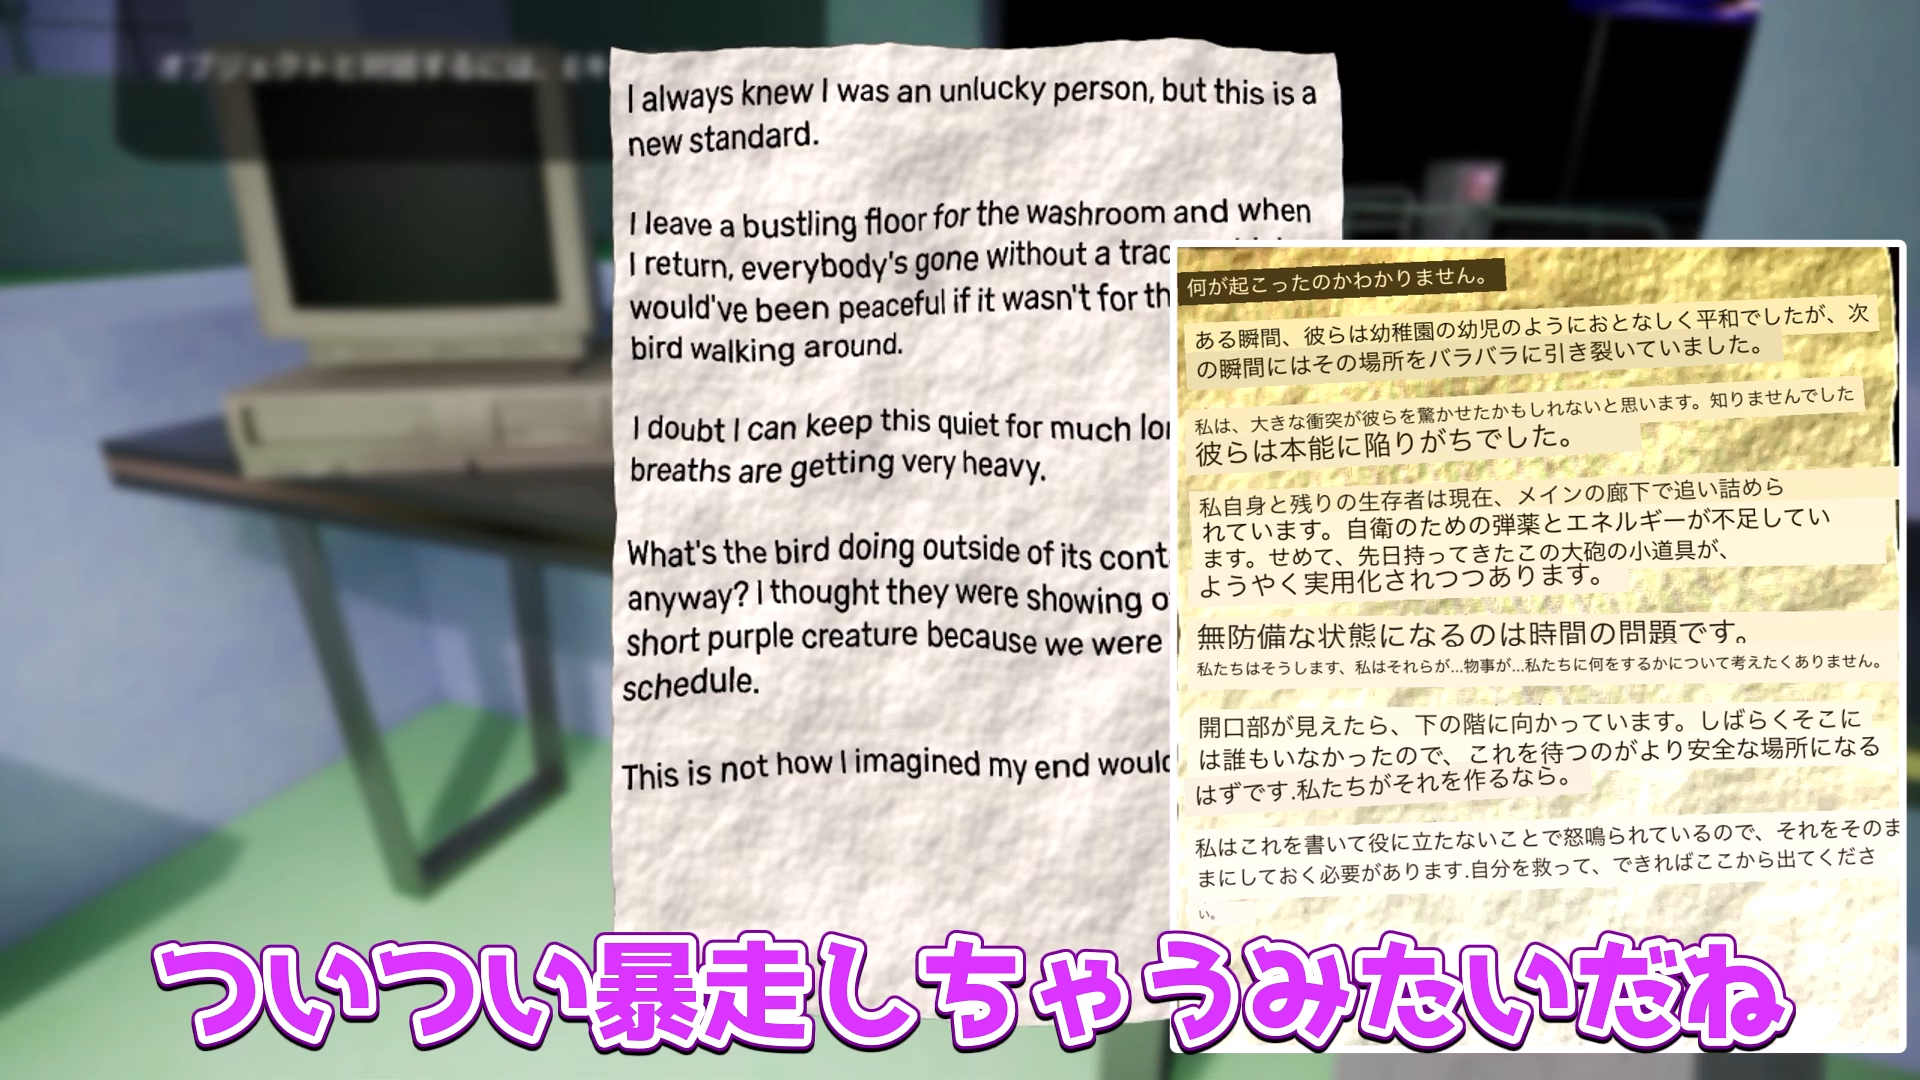 オブジェクトと対話するには、Eキ
I always knew I was an unlucky person, but this is a
new standard.
I leave a bustling floor for the washroom and when
I return, everybody's gone without a trac
would've been peaceful if it wasn't for th
bird walking around.
I doubt I can keep this quiet for much lo
breaths are getting very heavy.
What's the bird doing outside of its cont
anyway? I thought they were showing o
short purple creature because we were
schedule.
This is not how I imagined my end would
何が起こったのかわかりません。
ある瞬間、彼らは幼稚園の幼児のようにおとなしく平和でしたが、次
の瞬間にはその場所をバラバラに引き裂いていました。
私は、大きな衝突が彼らを驚かせたかもしれないと思います。知りませんでした
彼らは本能に陥りがちでした。
私自身と残りの生存者は現在、メインの廊下で追い詰めら
れています。自衛のための弾薬とエネルギーが不足してい
ます。せめて、先日持ってきたこの大砲の小道具が、
ようやく実用化されつつあります。
無防備な状態になるのは時間の問題です。
私たちはそうします、私はそれらが...物事が...私たちに何をするかについて考えたくありません。
開口部が見えたら、下の階に向かっています。しばらくそこに
は誰もいなかったので、これを待つのがより安全な場所になる
はずです.私たちがそれを作るなら。
私はこれを書いて役に立たないことで怒鳴られているので、それをそのま
まにしておく必要があります.自分を救って、できればここから出てくださ
い。
ついつい暴走しちゃうみたいだね